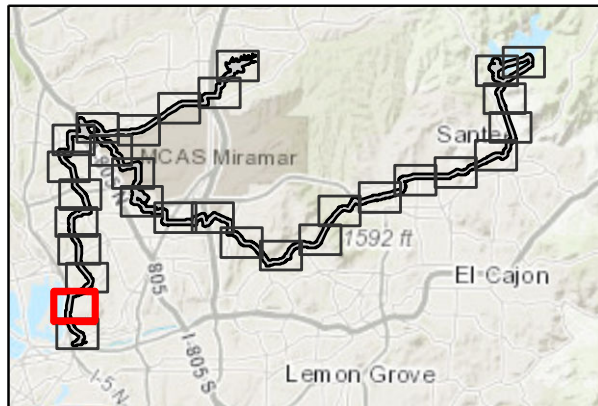 Santee
MCAS Miramar
1592 ft
El Cajon
805
I-805 S
Lemon Grove
I-5 N